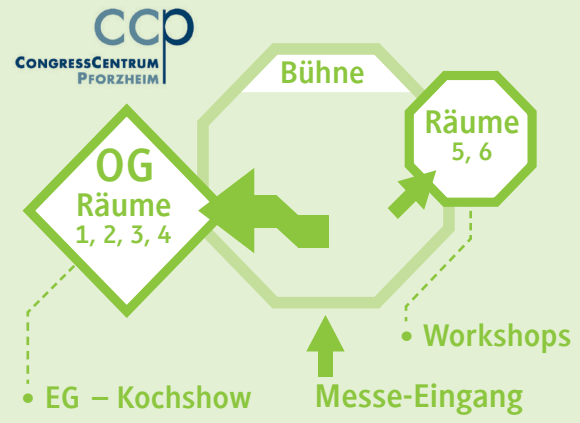 ccp
CONGRESSCENTRUM
PFORZHEIM
Bühne
Räume
5, 6
OG
Räume
1, 2, 3, 4
• Workshops
• EG – Kochshow
Messe-Eingang